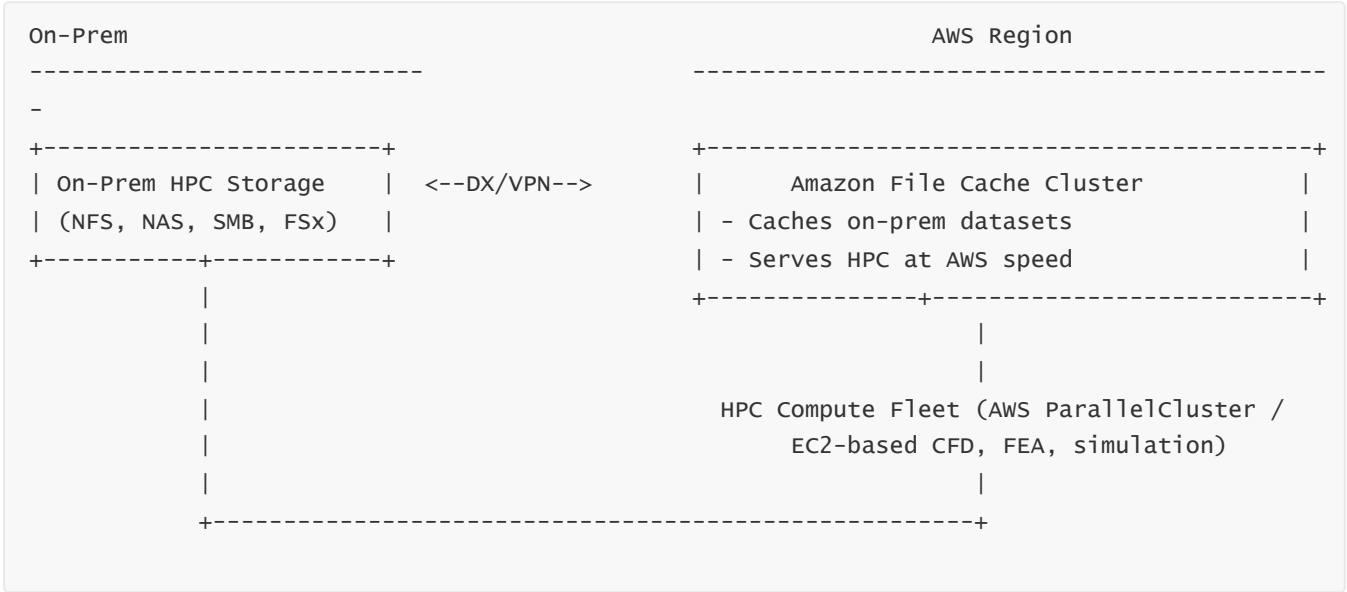 On-Prem                                                         AWS Region
----------------------------                   ---------------------------------------------
-
+------------------------+                     +-------------------------------------------+
| On-Prem HPC Storage    |  <--DX/VPN-->       |      Amazon File Cache Cluster            |
| (NFS, NAS, SMB, FSx)   |                     | - Caches on-prem datasets                 |
+-----------+------------+                     | - Serves HPC at AWS speed                 |
            |                                  +---------------+---------------------------+
            |                                                      |
            |                                                      |
            |                                    HPC Compute Fleet (AWS ParallelCluster /
            |                                         EC2-based CFD, FEA, simulation)
            |                                                      |
            +------------------------------------------------------+